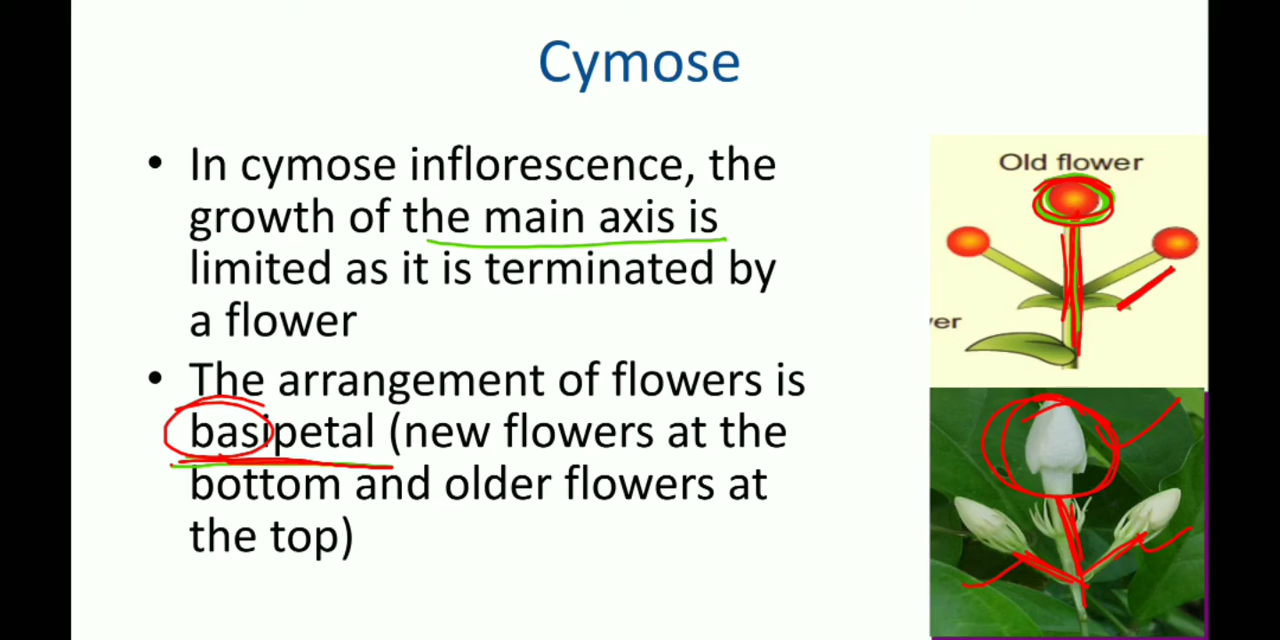 Cymose
• In cymose inflorescence, the
growth of the main axis is
limited as it is terminated by
a flower
• The arrangement of flowers is
basipetal (new flowers at the
bottom and older flowers at
the top)
Old flower